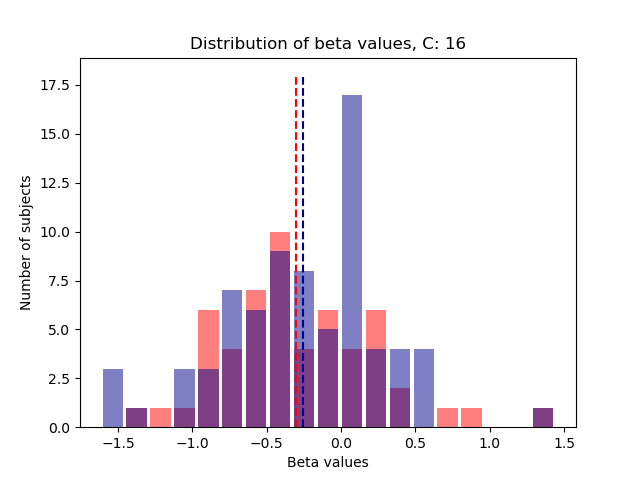 Distribution of beta values, C: 16
Number of subjects
17.5
15.0
12.5
10.0
7.5
5.0
2.5
0.0
−1.5 −1.0 −0.5 0.0 0.5 1.0 1.5
Beta values